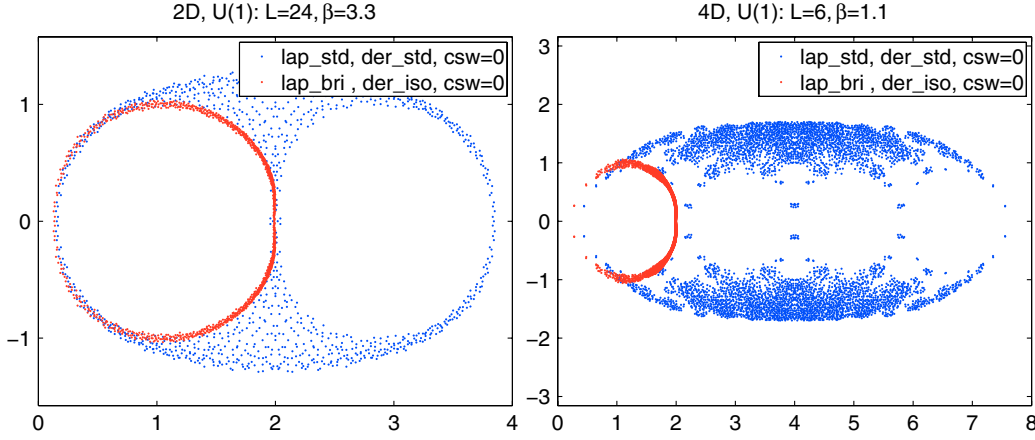 2D, U(1): L=24,β=3.3
lap_std, der_std, csw=0
lap_bri , der_iso, csw=0
1
0
−1
0 1 2 3 4
4D, U(1): L=6,β=1.1
lap_std, der_std, csw=0
lap_bri , der_iso, csw=0
3
2
1
0
−1
−2
−3
0 1 2 3 4 5 6 7 8